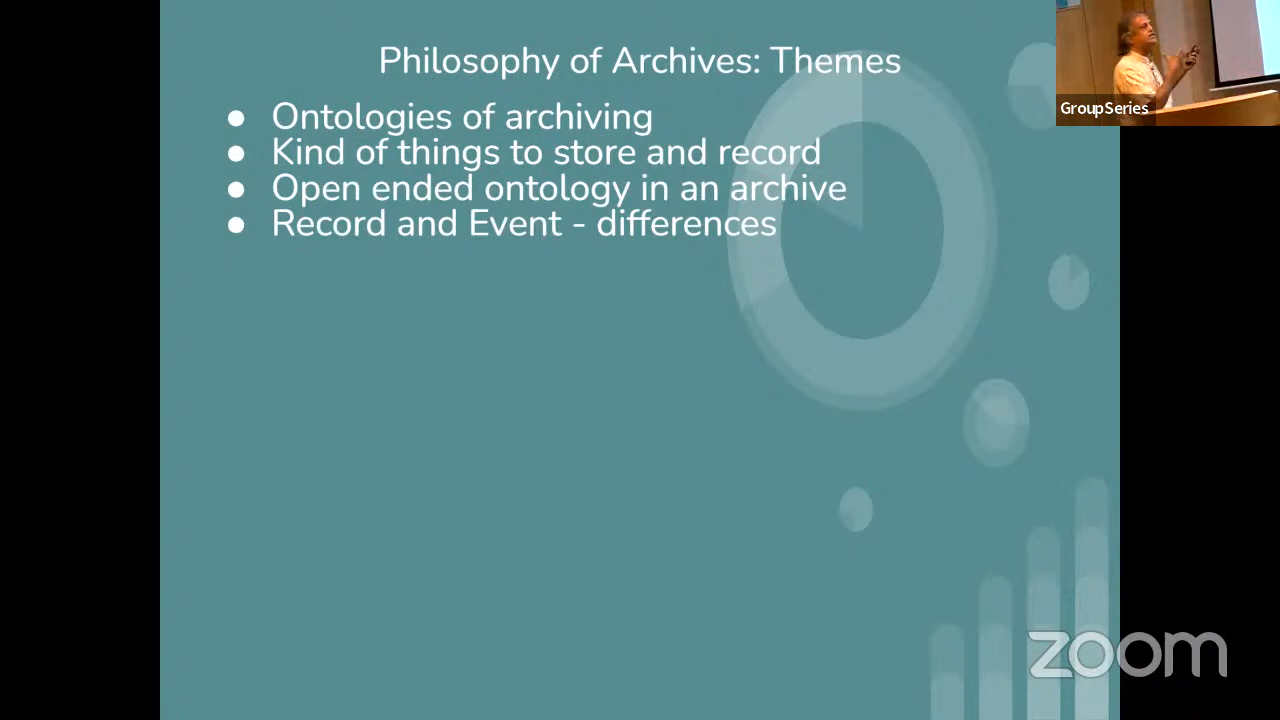 Philosophy of Archives: Themes
● Ontologies of archiving
● Kind of things to store and record
● Open ended ontology in an archive
● Record and Event - differences
GroupSeries
zoom